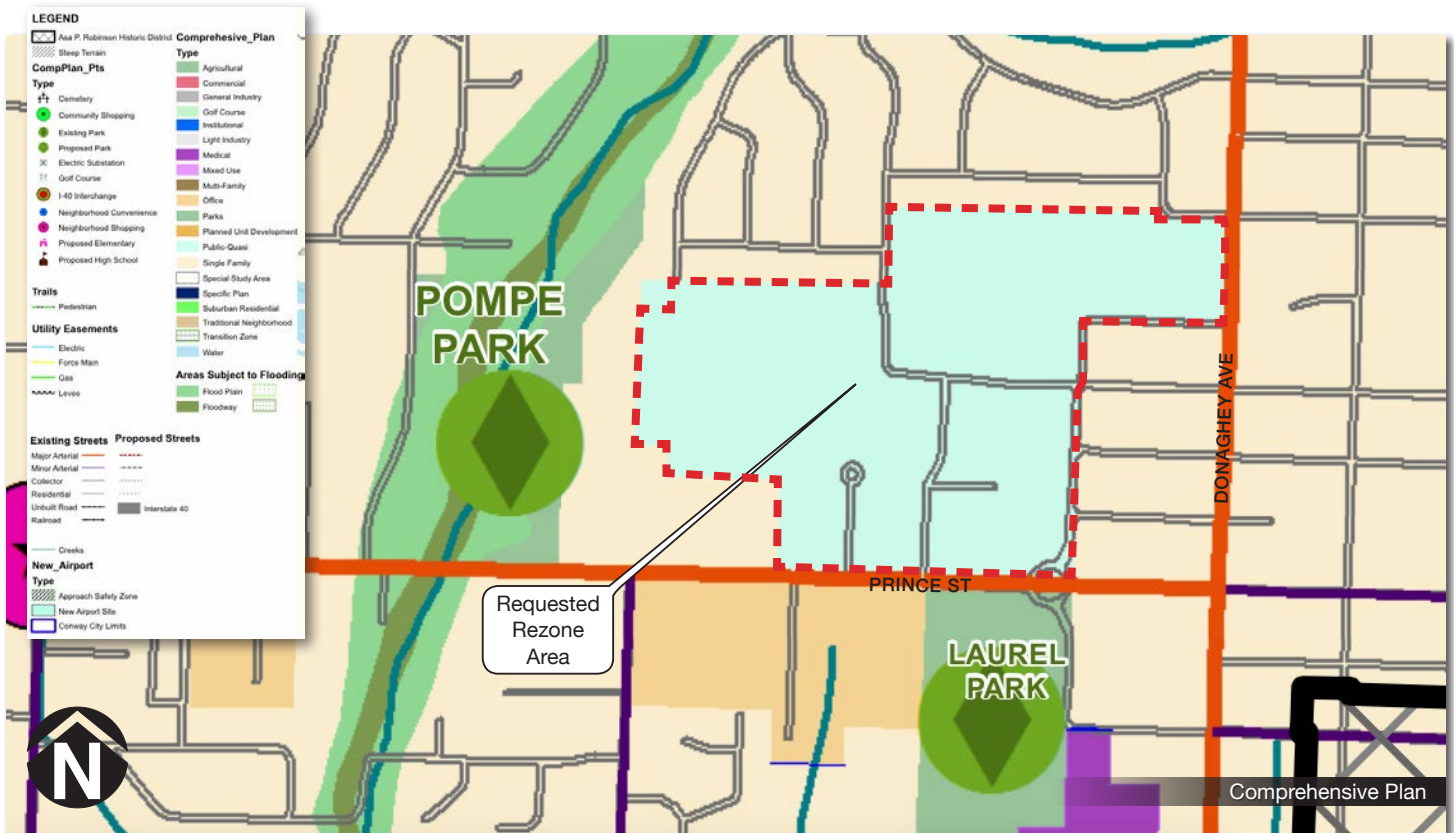 LEGEND
Asa P. Robinson Historic District
Steep Terrain
CompPlan_Pts
Type
Cemetery
Community Shopping
Existing Park
Proposed Park
Electric Substation
Golf Course
I-40 Interchange
Neighborhood Convenience
Neighborhood Shopping
Proposed Elementary
Proposed High School
Trails
Pedestrian
Utility Easements
Electric
Force Main
Gas
Levee
Comprehesive_Plan
Type
Agricultural
Commercial
General Industry
Golf Course
Institutional
Light Industry
Medical
Mixed Use
Multi-Family
Office
Parks
Planned Unit Development
Public-Quasi
Single Family
Special Study Area
Specific Plan
Suburban Residential
Traditional Neighborhood
Transition Zone
Water
Areas Subject to Flooding
Flood Plain
Floodway
Existing Streets
Major Arterial
Minor Arterial
Collector
Residential
Unbuilt Road
Railroad
Proposed Streets
Interstate 40
Creeks
New_Airport
Type
Approach Safety Zone
New Airport Site
Conway City Limits
POMPE
PARK
DONAGHEY AVE
PRINCE ST
Requested
Rezone
Area
LAUREL
PARK
N
Comprehensive Plan